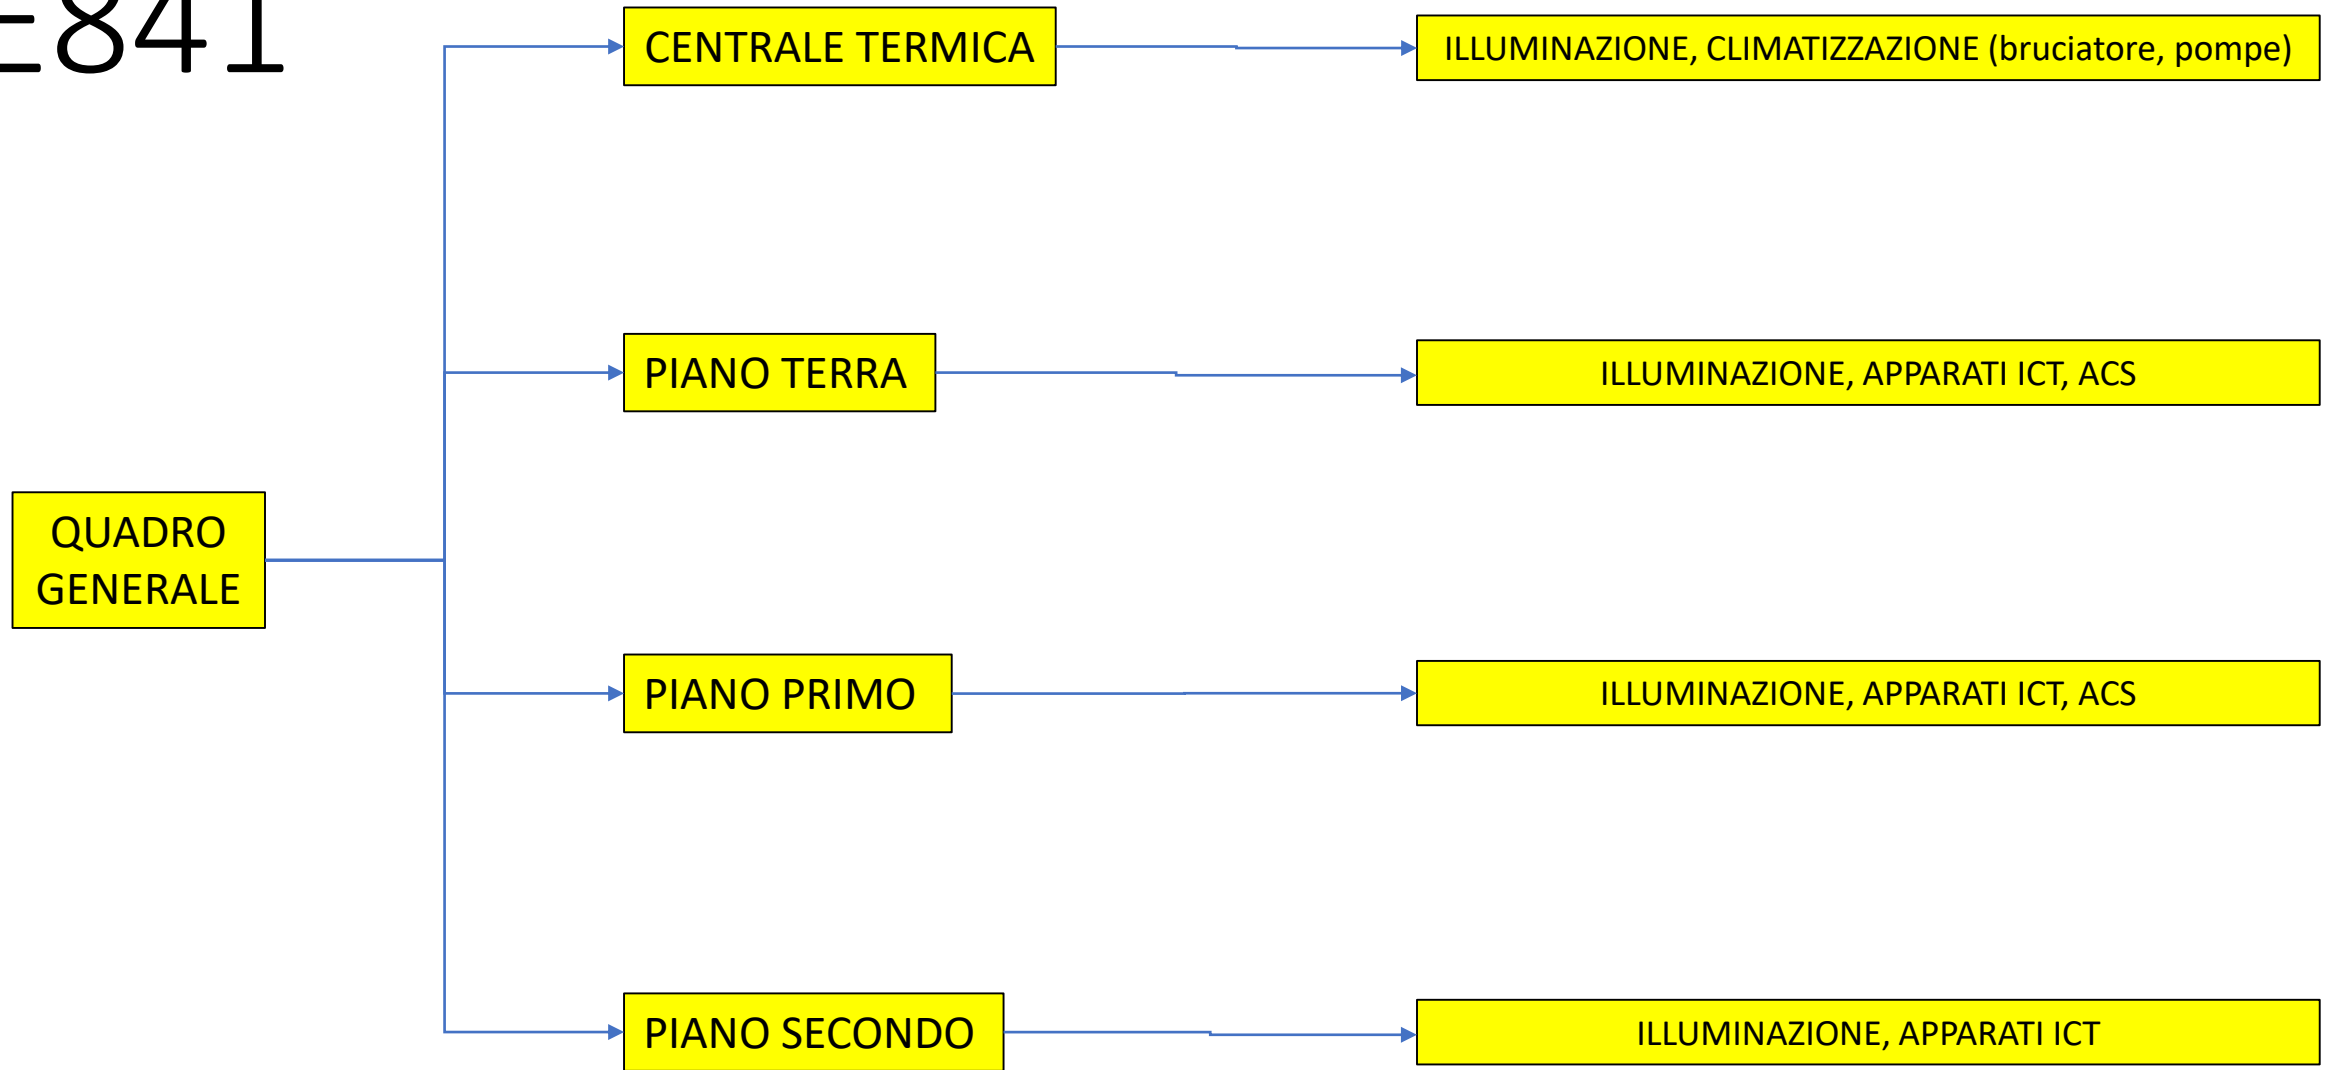 E841
CENTRALE TERMICA
ILLUMINAZIONE, CLIMATIZZAZIONE (bruciatore, pompe)
PIANO TERRA
ILLUMINAZIONE, APPARATI ICT, ACS
QUADRO
GENERALE
PIANO PRIMO
ILLUMINAZIONE, APPARATI ICT, ACS
PIANO SECONDO
ILLUMINAZIONE, APPARATI ICT